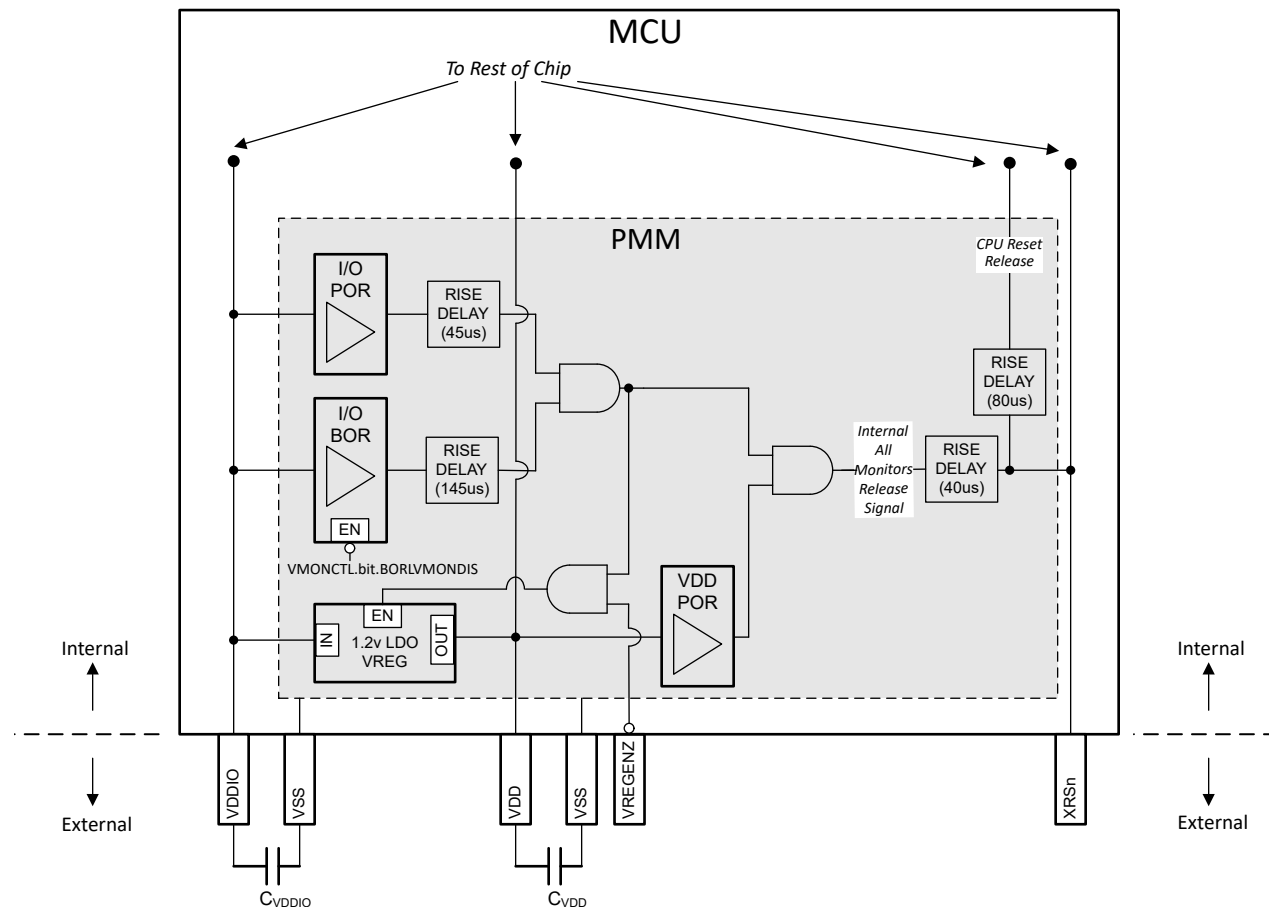 MCU
To Rest of Chip
PMM
CPU Reset
Release
I/O
POR
RISE
DELAY
(45us)
RISE
DELAY
(80us)
I/O
BOR
EN
RISE
DELAY
(145us)
Internal
All
Monitors
Release
Signal
RISE
DELAY
(40us)
VMONCTL.bit.BORLVMONDIS
VDD
POR
EN
IN
1.2v LDO
VREG
OUT
Internal
External
Internal
External
VDDIO
VSS
VDD
VSS
VREGENZ
XRSn
CVDDIO
CVDD